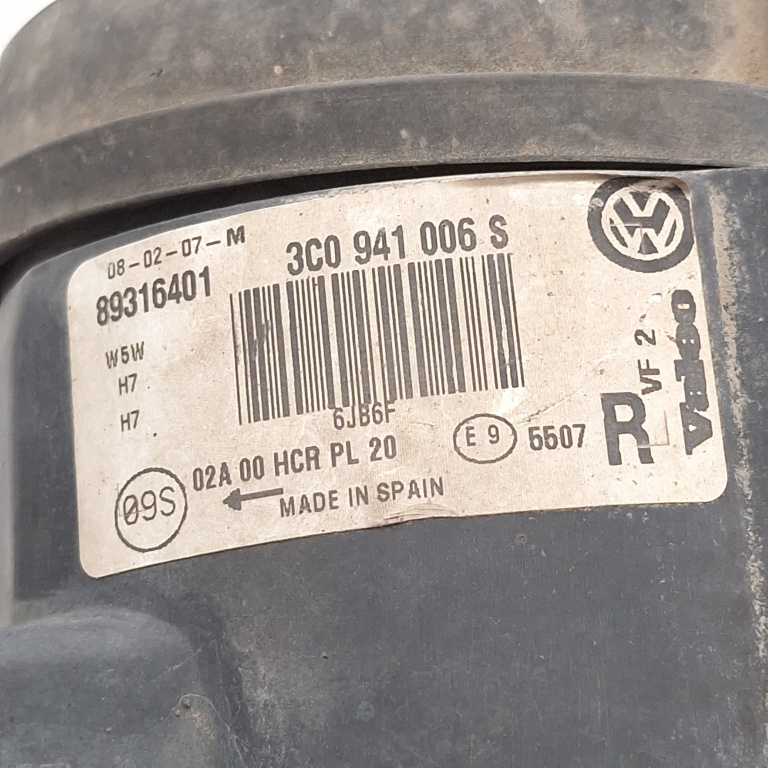 08-02-07-M
3C0 941 006 S
89316401
W5W
H7
H7
6JB6F
VF 2
Valeo
R
02A 00 HCR PL 20
E 9
5507
09S
MADE IN SPAIN